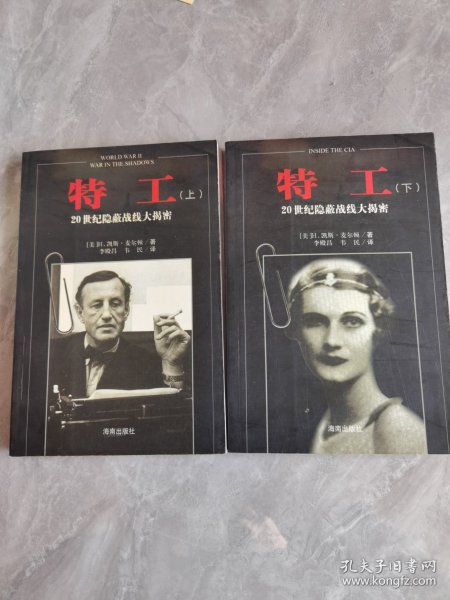 WORLD WAR II
WAR IN THE SHADOWS
特工(上)
20世纪隐蔽战线大揭密
[美]H.凯斯·麦尔顿/著
李殿昌 韦民/译
海南出版社
INSIDE THE CIA
特工(下)
20世纪隐蔽战线大揭密
[美]H.凯斯·麦尔顿/著
李殿昌 韦民/译
海南出版社
孔夫子旧书网
www.kongfz.com